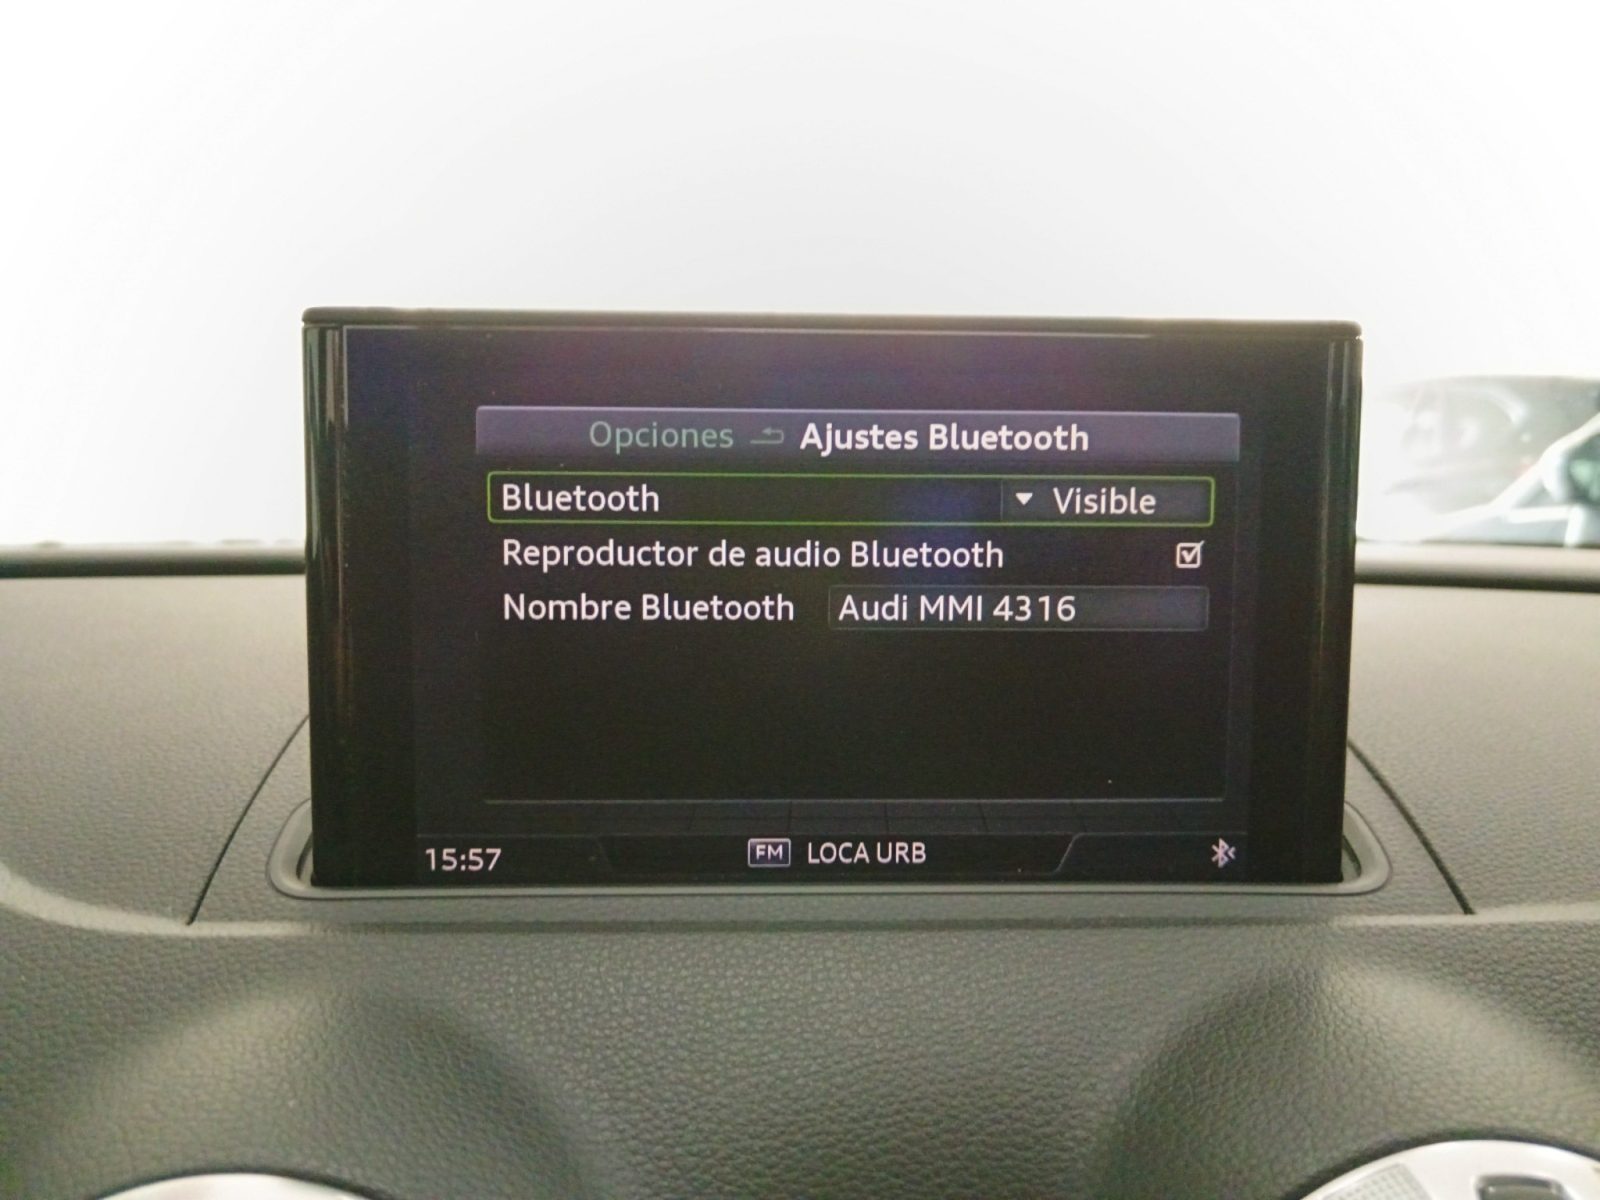 Opciones Ajustes Bluetooth
Bluetooth Visible
Reproductor de audio Bluetooth
Nombre Bluetooth Audi MMI 4316
15:57 FM LOCA URB